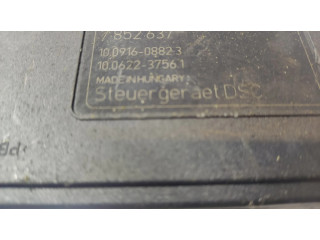 7 852 637
10.0916-0882.3
10.0622-3756.1
MADE IN HUNGARY
Steuergeraet DSC